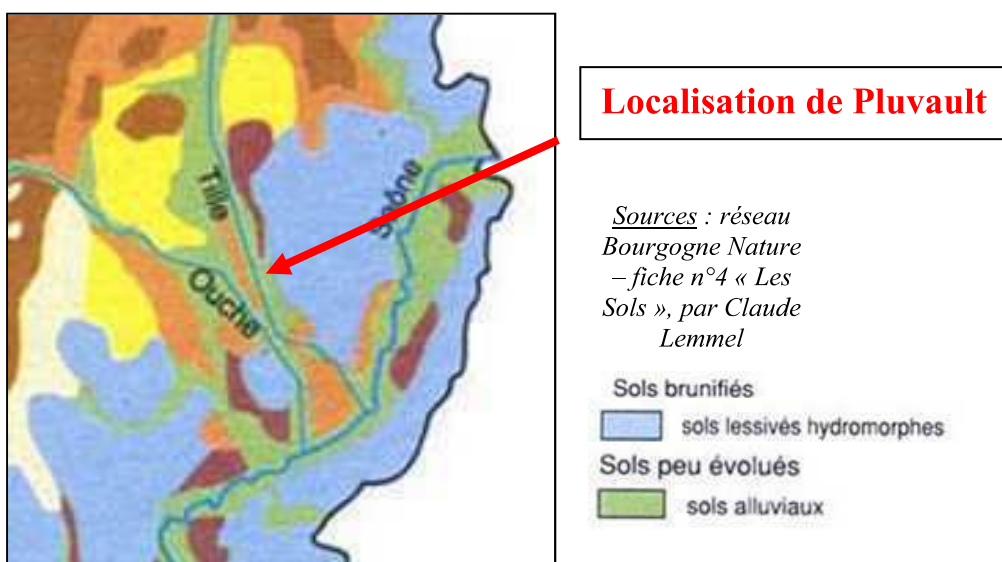 Localisation de Pluvault
Tille
Saône
Ouche
Sources : réseau
Bourgogne Nature
– fiche n°4 « Les
Sols », par Claude
Lemmel
Sols brunifiés
sols lessivés hydromorphes
Sols peu évolués
sols alluviaux